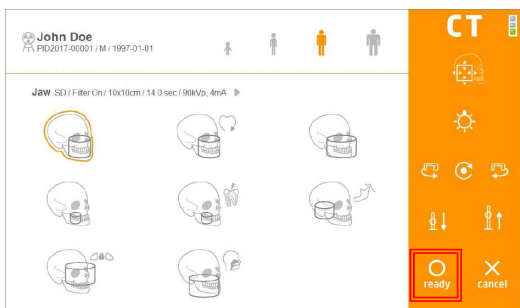 John Doe
PID2017-00001 / M / 1997-01-01
CT
Jaw SD / Filter On / 10x10cm / 14.0 sec / 90kVp, 4mA
ready
cancel